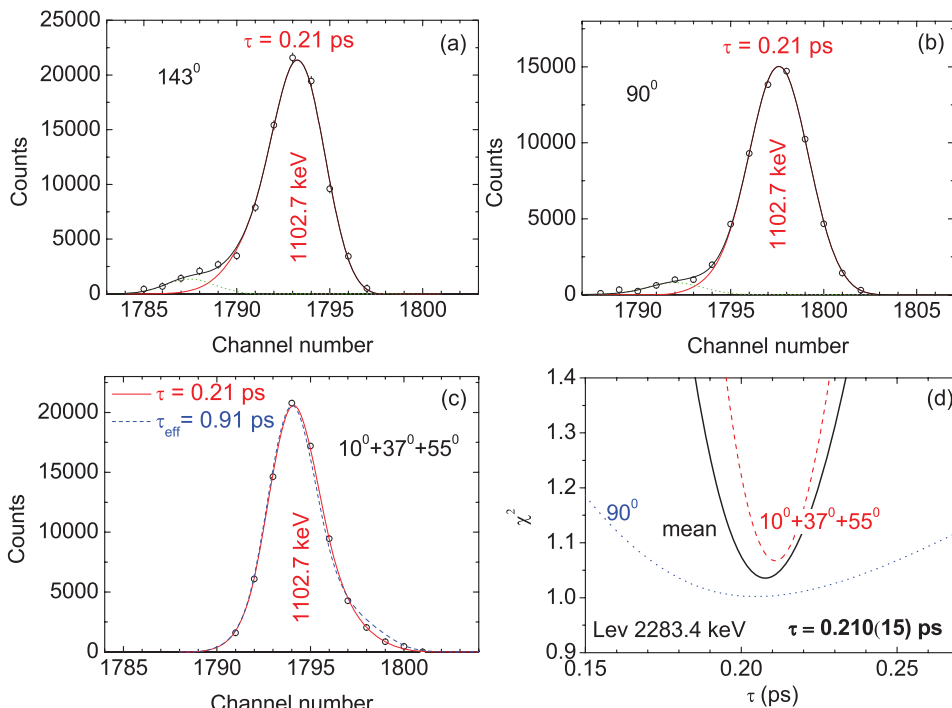 τ = 0.21 ps
(a)
143⁰
1102.7 keV
Counts
25000
20000
15000
10000
5000
0
1785 1790 1795 1800
Channel number
τ = 0.21 ps
(b)
90⁰
1102.7 keV
Counts
15000
10000
5000
0
1790 1795 1800 1805
Channel number
τ = 0.21 ps
(c)
τeff = 0.91 ps
10⁰+37⁰+55⁰
1102.7 keV
Counts
20000
15000
10000
5000
0
1785 1790 1795 1800
Channel number
(d)
χ²
1.4
1.3
1.2
1.1
1.0
0.9
90⁰
mean
10⁰+37⁰+55⁰
Lev 2283.4 keV τ = 0.210(15) ps
0.15 0.20 0.25
τ (ps)